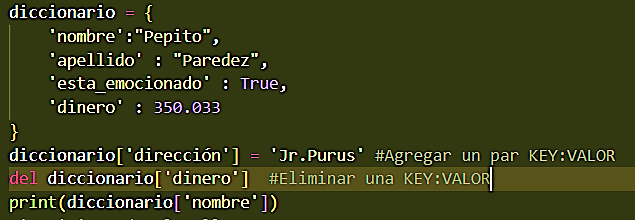 diccionario = {
'nombre':"Pepito",
'apellido' : "Paredez",
'esta_emocionado' : True,
'dinero' : 350.033
}
diccionario['dirección'] = 'Jr.Purus' #Agregar un par KEY:VALOR
del diccionario['dinero']  #Eliminar una KEY:VALOR
print(diccionario['nombre'])